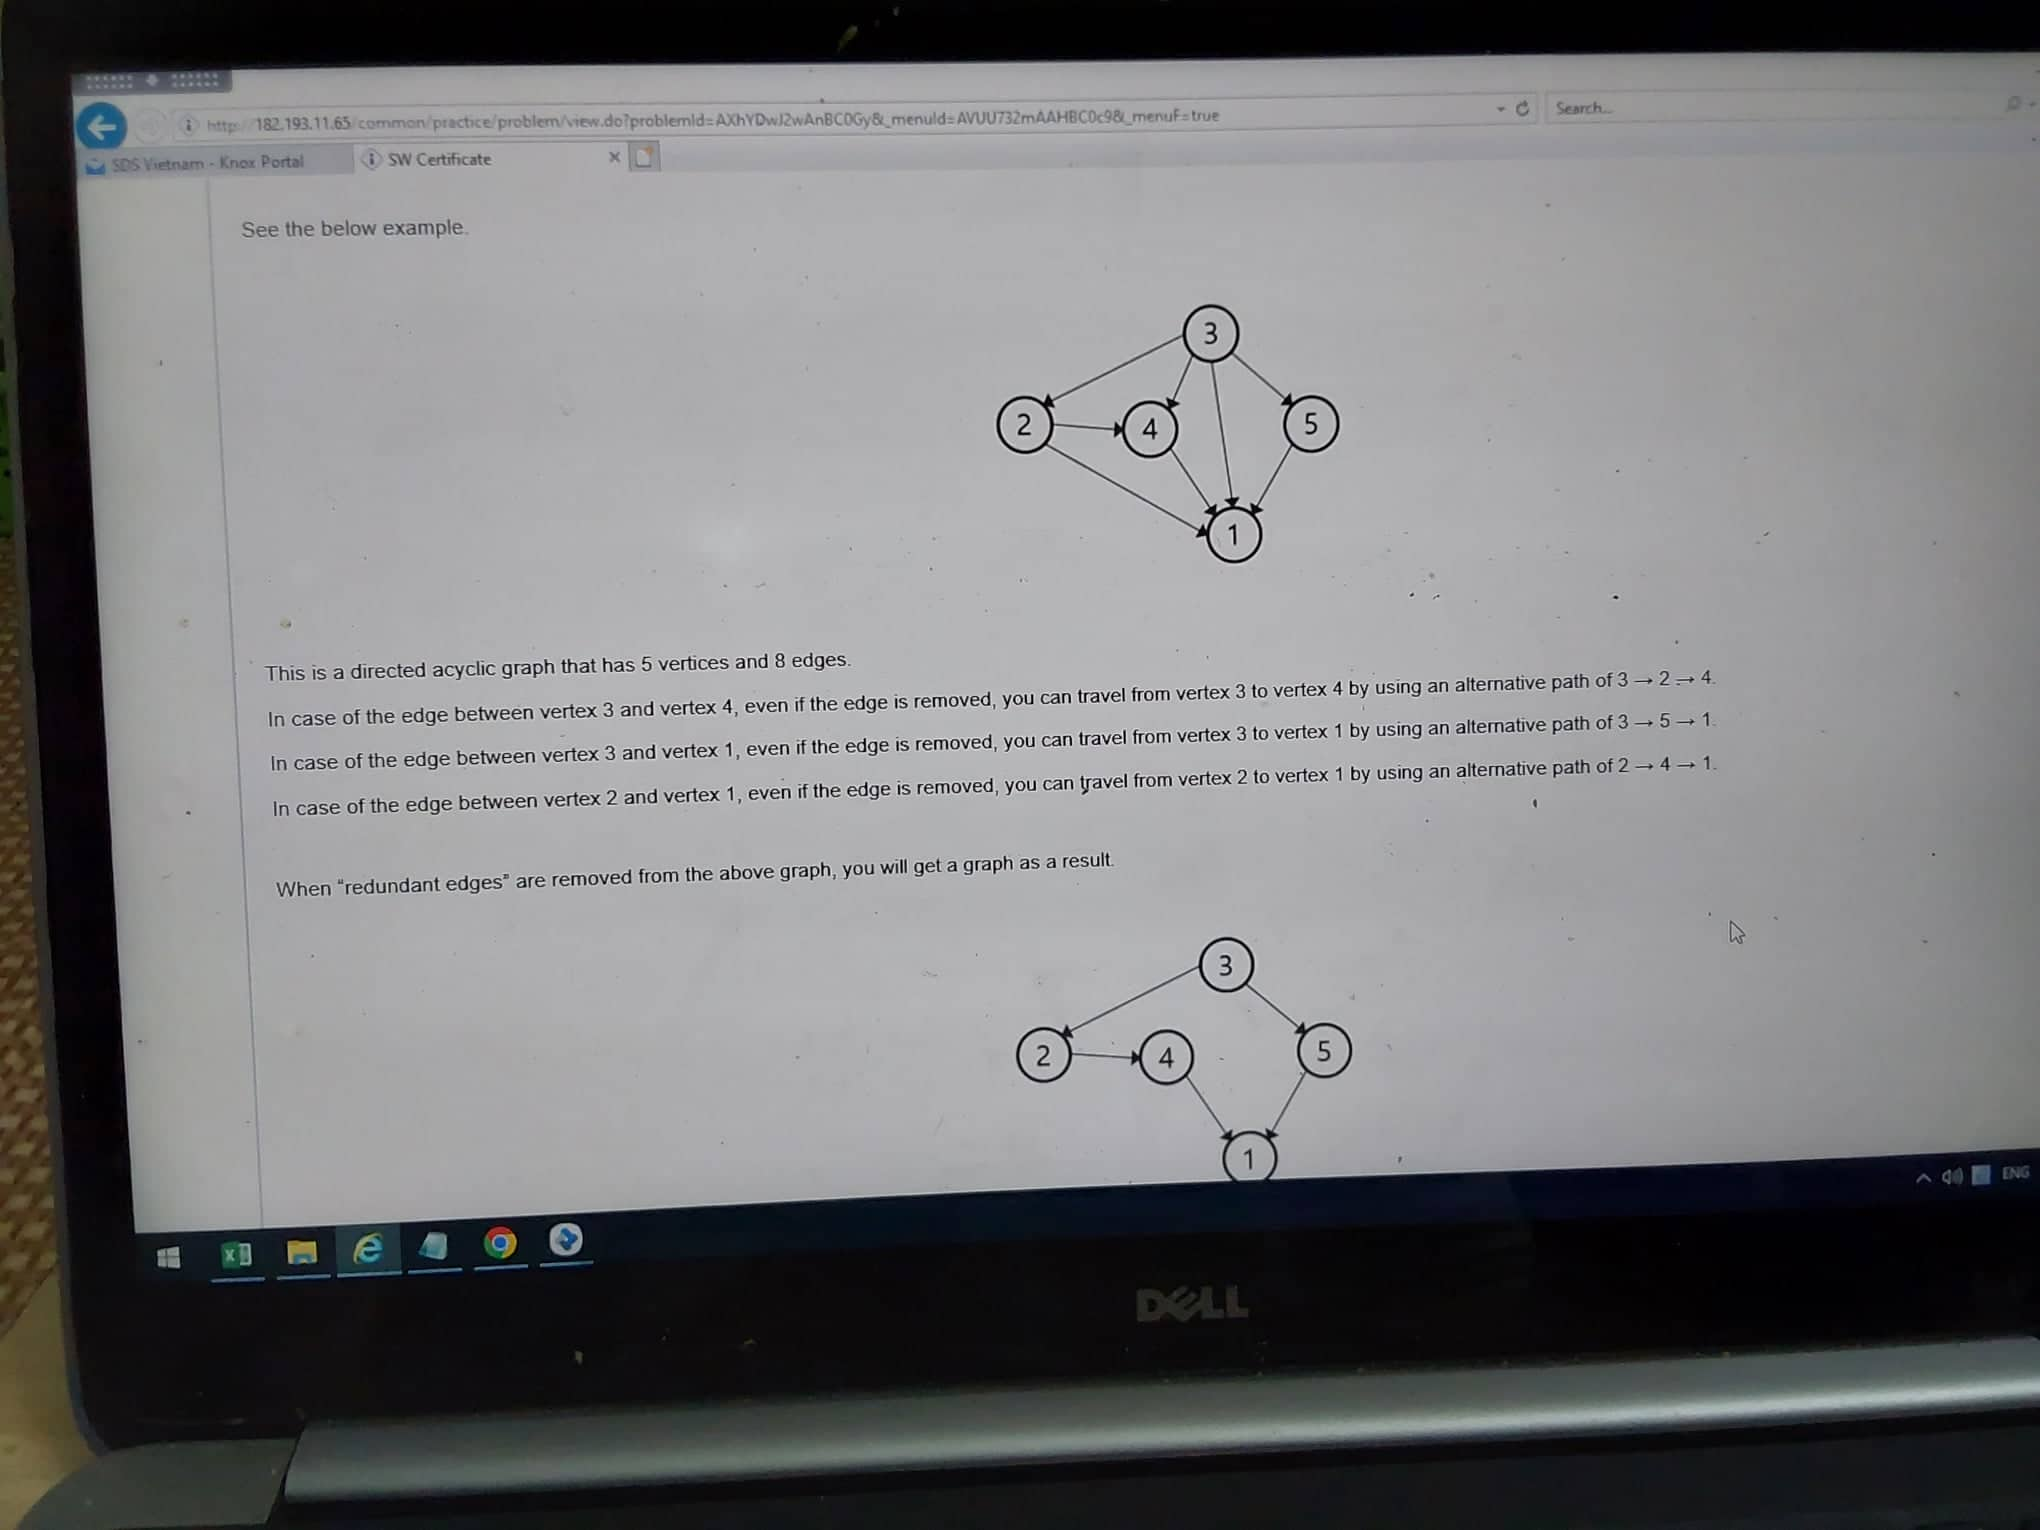 http://182.193.11.65/common/practice/problem/view.do?problemId=AXhYDwJ2wAnBC0Gy&_menuId=AVUU732mAAHBC0c98&_menuF=true
Search...
SDS Vietnam - Knox Portal
SW Certificate
See the below example.
3
2
4
5
1
This is a directed acyclic graph that has 5 vertices and 8 edges.
In case of the edge between vertex 3 and vertex 4, even if the edge is removed, you can travel from vertex 3 to vertex 4 by using an alternative path of 3 → 2 → 4.
In case of the edge between vertex 3 and vertex 1, even if the edge is removed, you can travel from vertex 3 to vertex 1 by using an alternative path of 3 → 5 → 1.
In case of the edge between vertex 2 and vertex 1, even if the edge is removed, you can travel from vertex 2 to vertex 1 by using an alternative path of 2 → 4 → 1.
When "redundant edges" are removed from the above graph, you will get a graph as a result.
3
2
4
5
1
ENG
DELL